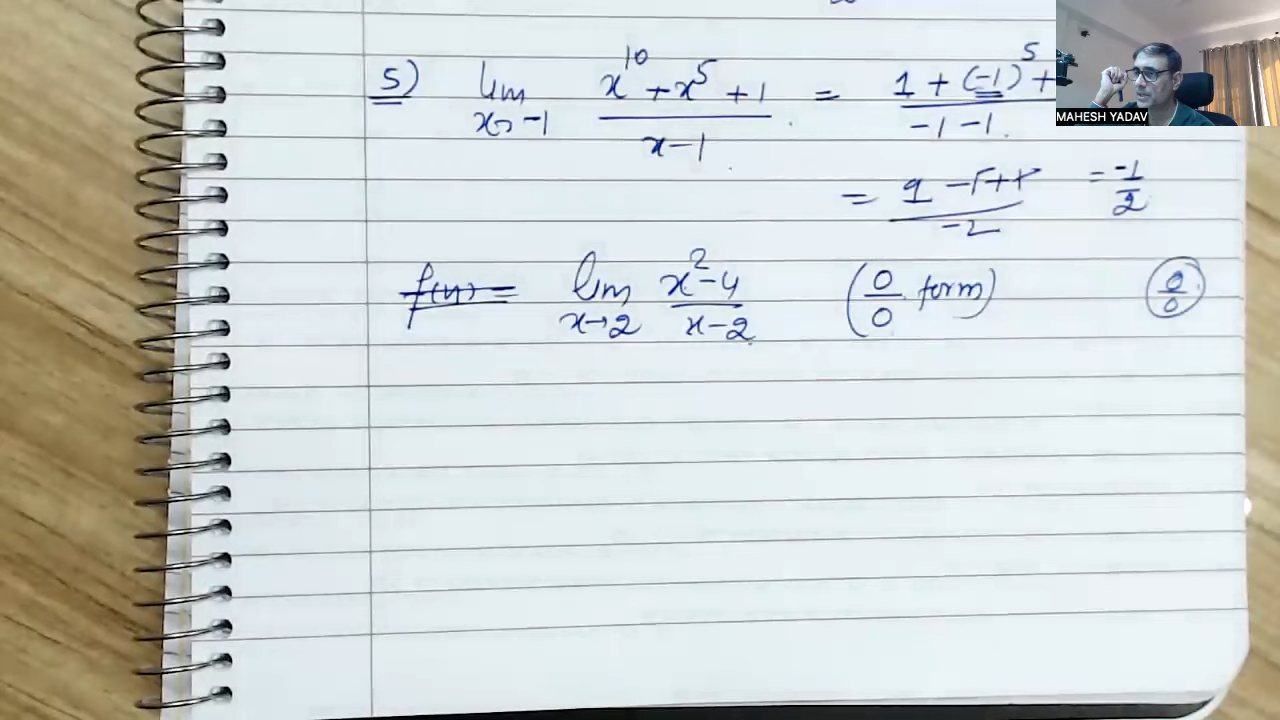 5) lim x→-1 (x^10 + x^5 + 1)/(x-1) = (1 + (-1)^5 +)/(-1-1)
MAHESH YADAV
= (1 -1+1)/(-2) = -1/2
f(x) = lim x→2 (x^2-4)/(x-2) (0/0 form) 0/0